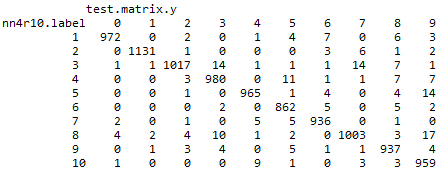 test.matrix.y
nn4r10.label 0 1 2 3 4 5 6 7 8 9
1 972 0 2 0 1 4 7 0 6 3
2 0 1131 1 0 0 0 3 6 1 2
3 1 1 1017 14 1 1 1 14 7 1
4 0 0 3 980 0 11 1 1 7 7
5 0 0 1 0 965 1 4 0 4 14
6 0 0 0 2 0 862 5 0 5 2
7 2 0 1 0 5 5 936 0 1 0
8 4 2 4 10 1 2 0 1003 3 17
9 0 1 3 4 0 5 1 1 937 4
10 1 0 0 0 9 1 0 3 3 959